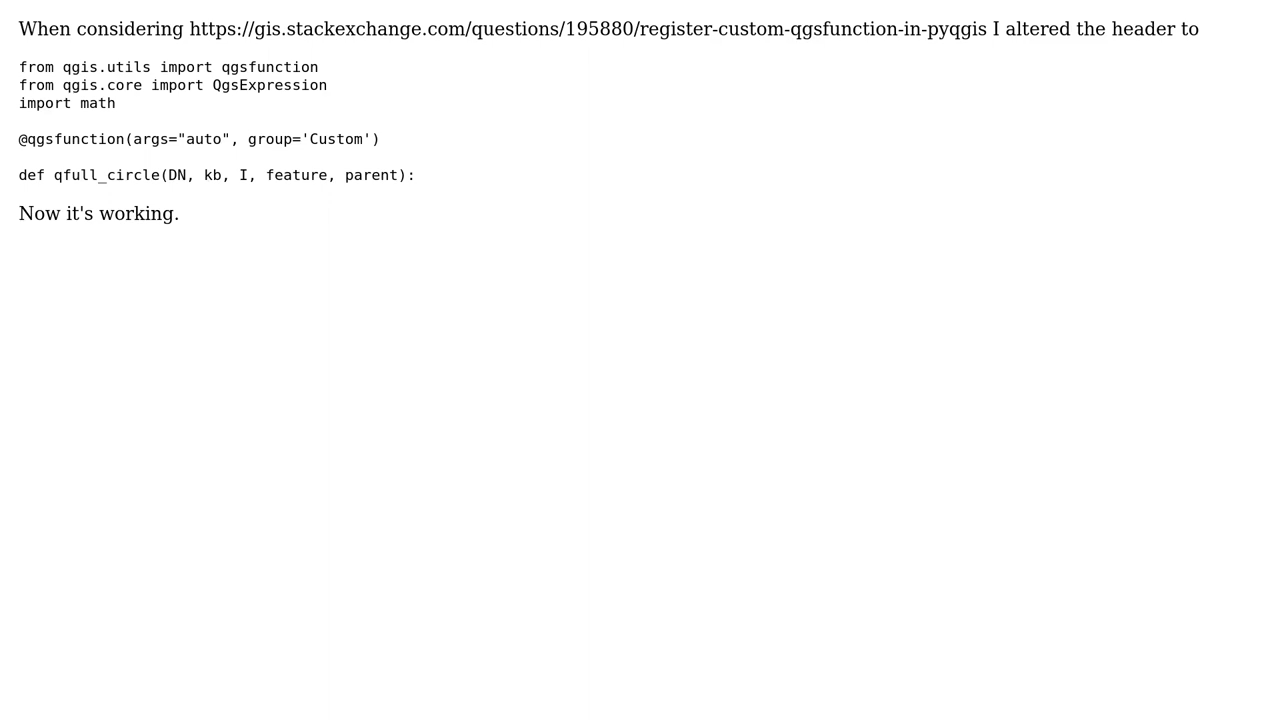 When considering https://gis.stackexchange.com/questions/195880/register-custom-qgsfunction-in-pyqgis I altered the header to
from qgis.utils import qgsfunction
from qgis.core import QgsExpression
import math
@qgsfunction(args="auto", group='Custom')
def qfull_circle(DN, kb, I, feature, parent):
Now it's working.